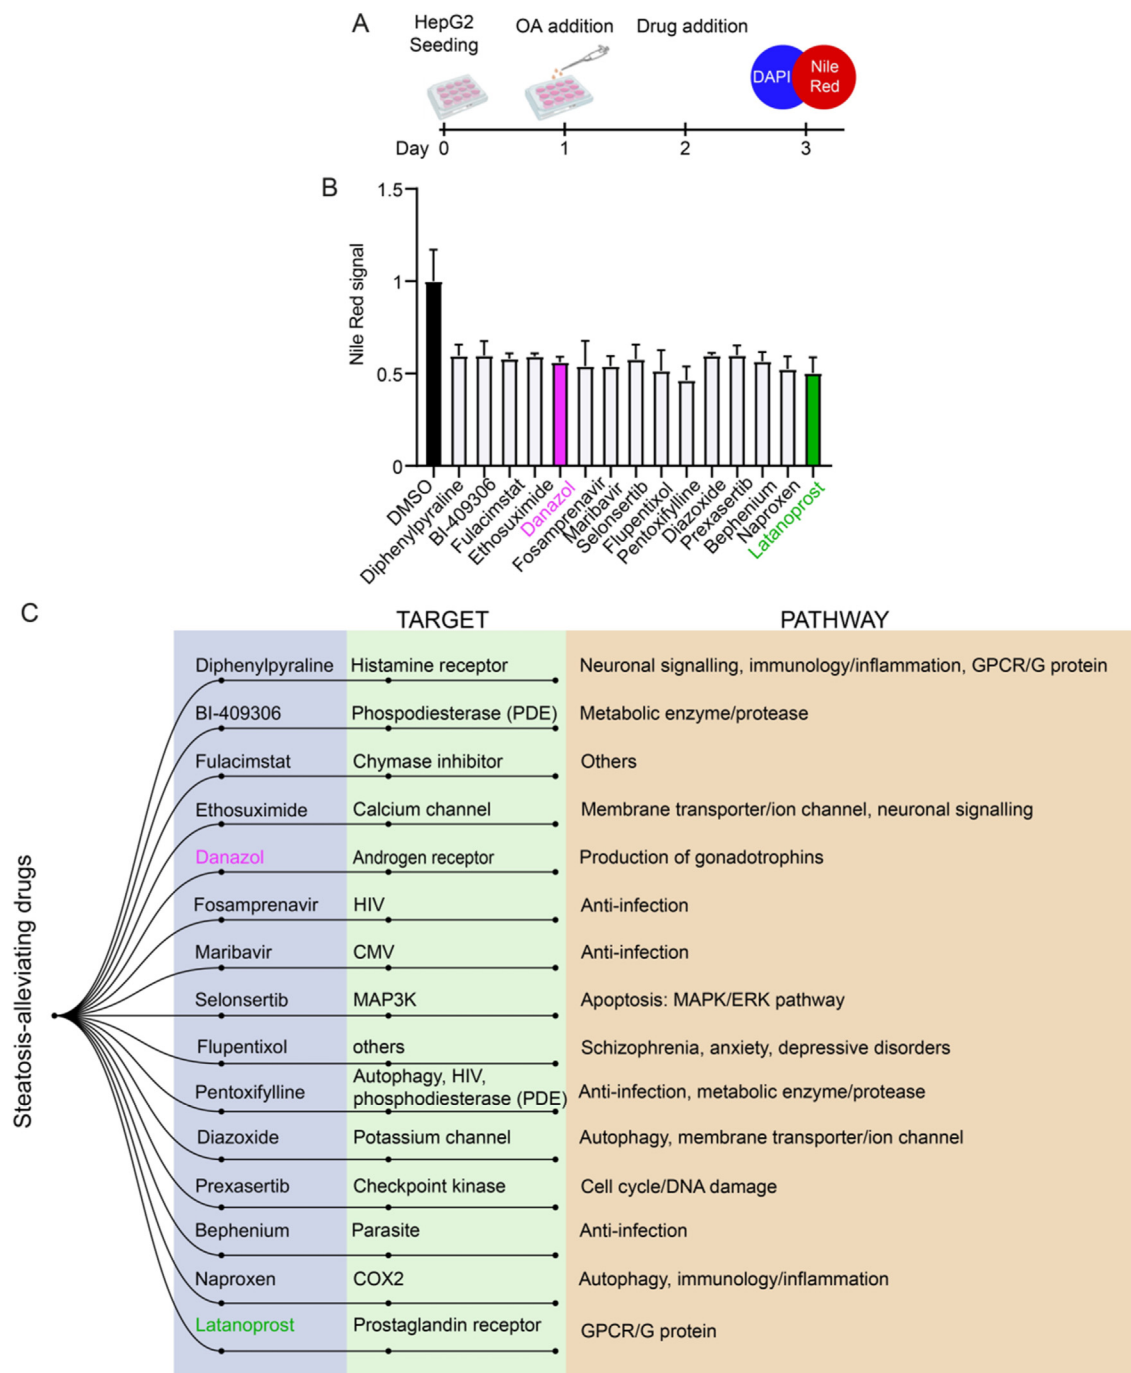 A
HepG2
Seeding
OA addition
Drug addition
DAPI
Nile
Red
Day 0 1 2 3
B
Nile Red signal
1.5
1
0.5
0
DMSO
Diphenylpyraline
BI-409306
Fulacimstat
Ethosuximide
Danazol
Fosamprenavir
Maribavir
Selonsertib
Flupentixol
Pentoxifylline
Diazoxide
Prexasertib
Bephenium
Naproxen
Latanoprost
C
TARGET PATHWAY
Steatosis-alleviating drugs
Diphenylpyraline Histamine receptor Neuronal signalling, immunology/inflammation, GPCR/G protein
BI-409306 Phospodiesterase (PDE) Metabolic enzyme/protease
Fulacimstat Chymase inhibitor Others
Ethosuximide Calcium channel Membrane transporter/ion channel, neuronal signalling
Danazol Androgen receptor Production of gonadotrophins
Fosamprenavir HIV Anti-infection
Maribavir CMV Anti-infection
Selonsertib MAP3K Apoptosis: MAPK/ERK pathway
Flupentixol others Schizophrenia, anxiety, depressive disorders
Pentoxifylline Autophagy, HIV,
phosphodiesterase (PDE) Anti-infection, metabolic enzyme/protease
Diazoxide Potassium channel Autophagy, membrane transporter/ion channel
Prexasertib Checkpoint kinase Cell cycle/DNA damage
Bephenium Parasite Anti-infection
Naproxen COX2 Autophagy, immunology/inflammation
Latanoprost Prostaglandin receptor GPCR/G protein